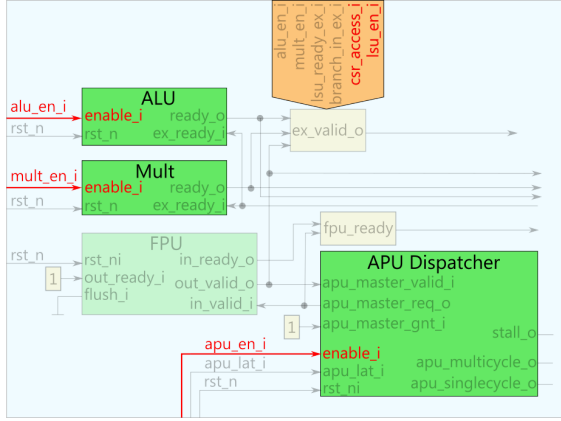 alu_en_i
mult_en_i
lsu_ready_ex_i
branch_in_ex_i
csr_access_i
lsu_en_i
ALU
alu_en_i
enable_i
ready_o
rst_n
rst_n
ex_ready_i
ex_valid_o
Mult
mult_en_i
enable_i
ready_o
rst_n
rst_n
ex_ready_i
FPU
fpu_ready
rst_n
rst_ni
in_ready_o
1
out_ready_i
out_valid_o
flush_i
in_valid_i
APU Dispatcher
apu_master_valid_i
apu_master_req_o
1
apu_master_gnt_i
stall_o
apu_en_i
enable_i
apu_lat_i
apu_lat_i
apu_multicycle_o
rst_n
rst_ni
apu_singlecycle_o